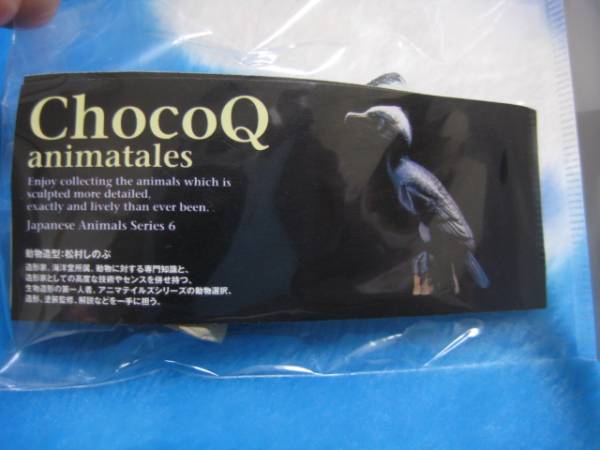 ChocoQ
animatales
Enjoy collecting the animals which is
sculpted more detailed,
exactly and lively than ever been.
Japanese Animals Series 6
動物造型：松村しのぶ
造形家。海洋堂所属。動物に対する専門知識と、
造形家としての高度な技術やセンスを併せ持つ、
生物造形の第一人者。アニマテイルズシリーズの動物選択、
造形、塗装監修、解説などを一手に担う。